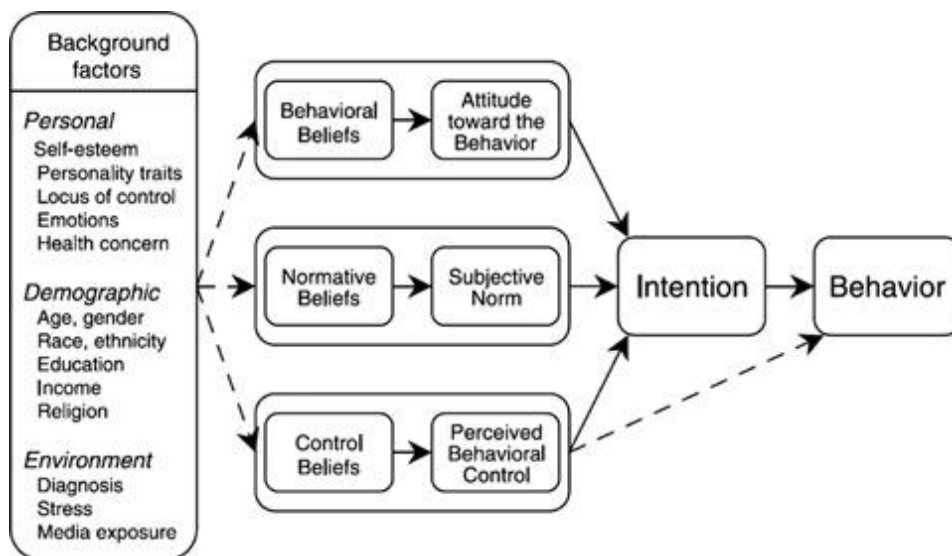 Background
factors
Personal
Self-esteem
Personality traits
Locus of control
Emotions
Health concern
Demographic
Age, gender
Race, ethnicity
Education
Income
Religion
Environment
Diagnosis
Stress
Media exposure
Behavioral
Beliefs
Attitude
toward the
Behavior
Normative
Beliefs
Subjective
Norm
Control
Beliefs
Perceived
Behavioral
Control
Intention
Behavior